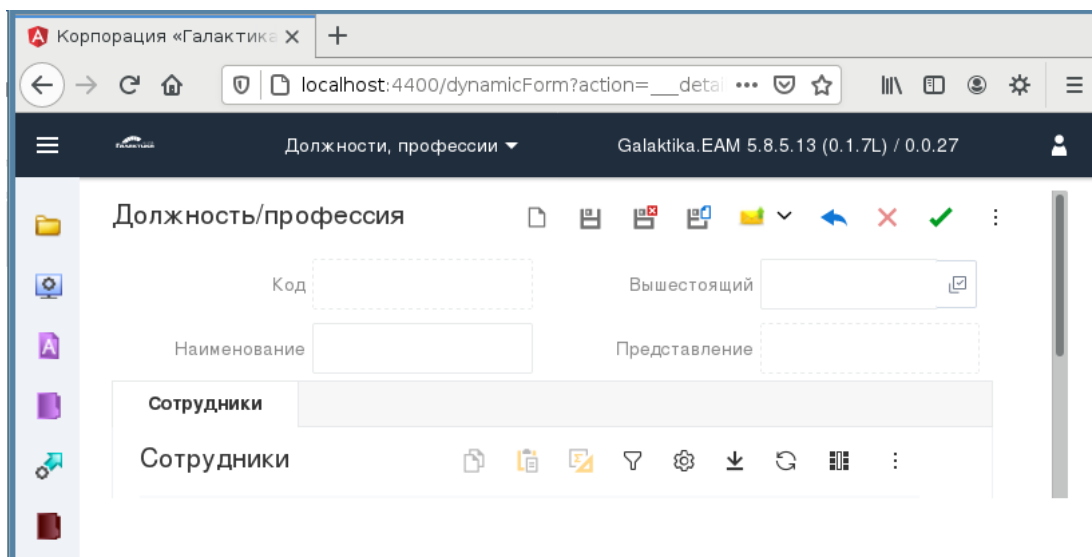 Корпорация «Галактика
localhost:4400/dynamicForm?action=___detai
Должности, профессии
Galaktika.EAM 5.8.5.13 (0.1.7L) / 0.0.27
Должность/профессия
Код
Вышестоящий
Наименование
Представление
Сотрудники
Сотрудники